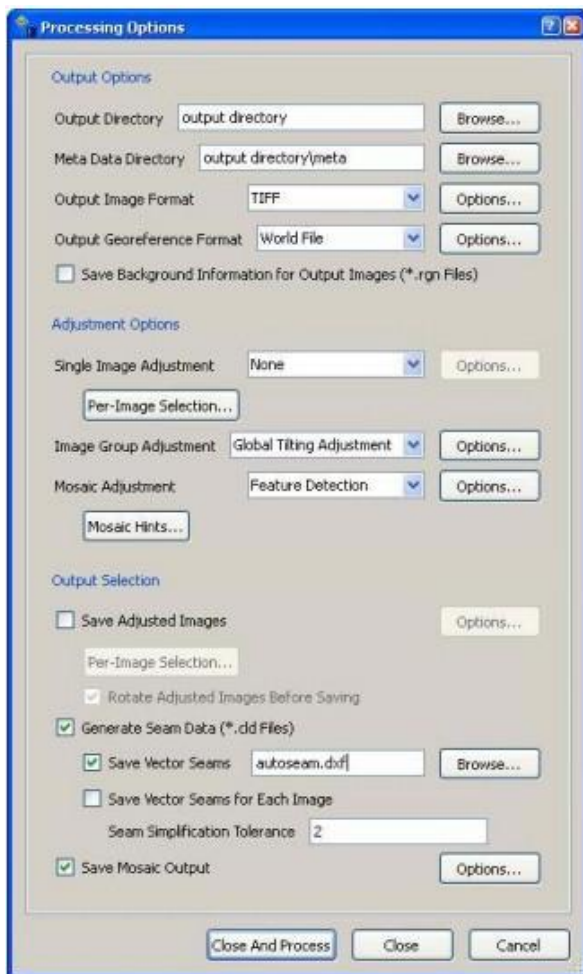 Processing Options
Output Options
Output Directory output directory Browse...
Meta Data Directory output directory\meta Browse...
Output Image Format TIFF Options...
Output Georeference Format World File Options...
Save Background Information for Output Images (*.rgn Files)
Adjustment Options
Single Image Adjustment None Options...
Per-Image Selection...
Image Group Adjustment Global Tilting Adjustment Options...
Mosaic Adjustment Feature Detection Options...
Mosaic Hints...
Output Selection
Save Adjusted Images Options...
Per-Image Selection...
Rotate Adjusted Images Before Saving
Generate Seam Data (*.cld Files)
Save Vector Seams autoseam.dxf Browse...
Save Vector Seams for Each Image
Seam Simplification Tolerance 2
Save Mosaic Output Options...
Close And Process Close Cancel